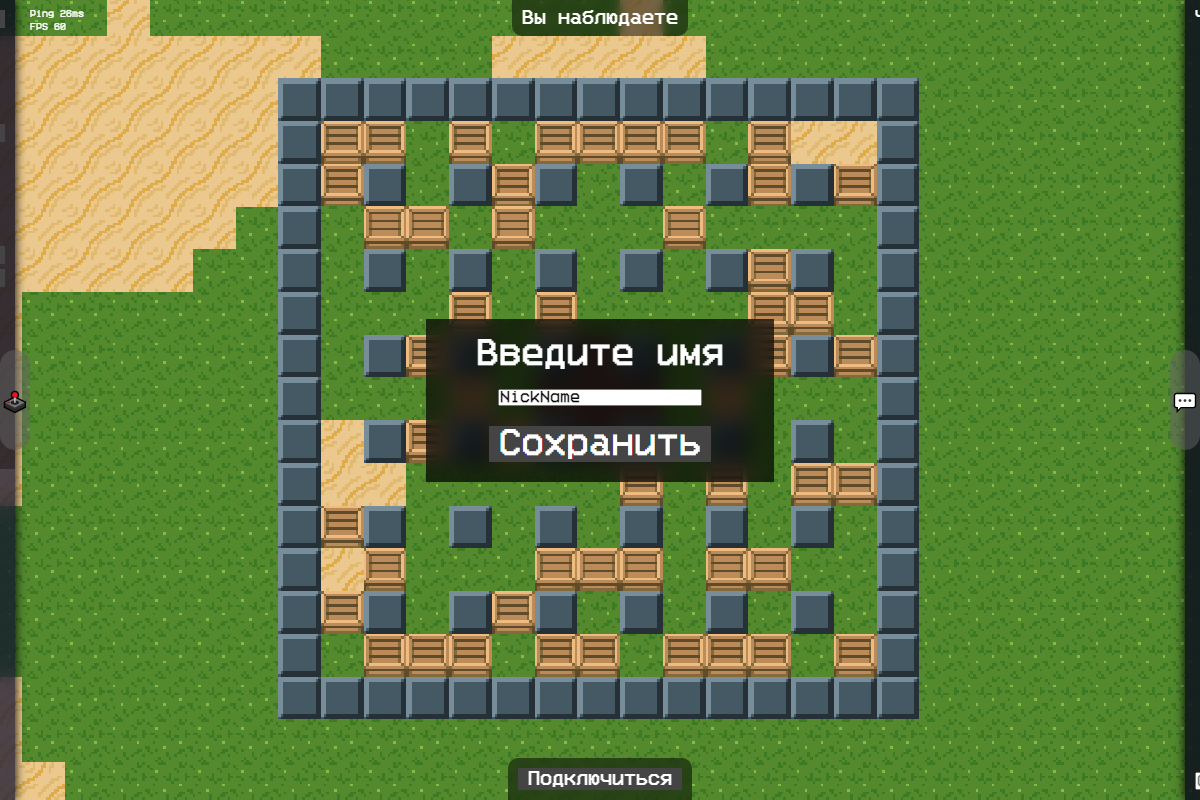 Ping 26ms
FPS 60
Вы наблюдаете
Введите имя
NickName
Сохранить
Подключиться